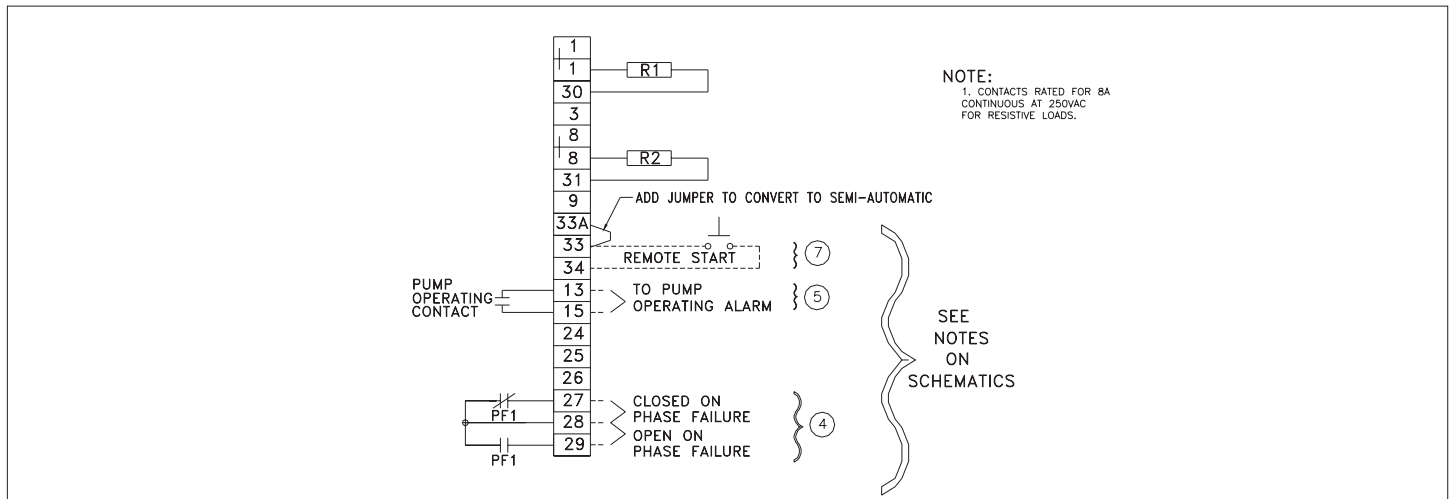 1
1
R1
30
3
8
8
R2
31
9
ADD JUMPER TO CONVERT TO SEMI-AUTOMATIC
33A
33
REMOTE START
34
7
PUMP
OPERATING
CONTACT
13
15
TO PUMP
OPERATING ALARM
5
24
25
26
27
28
29
PF1
PF1
CLOSED ON
PHASE FAILURE
OPEN ON
PHASE FAILURE
4
SEE
NOTES
ON
SCHEMATICS
NOTE:
1. CONTACTS RATED FOR 8A
CONTINUOUS AT 250VAC
FOR RESISTIVE LOADS.